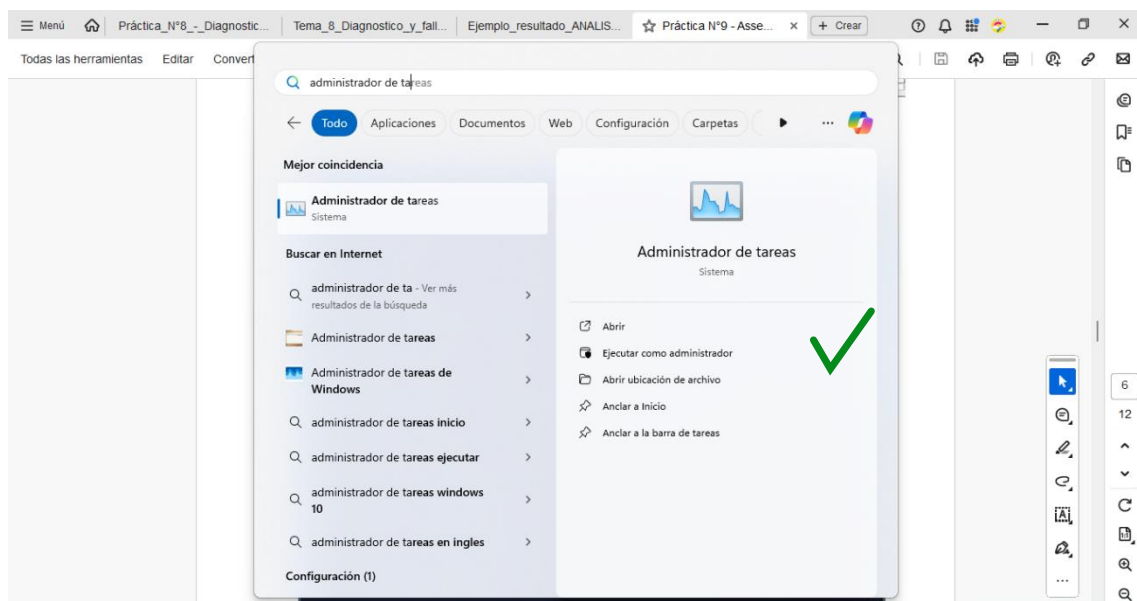 Menú
Práctica_N°8_-_Diagnostic...
Tema_8_Diagnostico_y_fall...
Ejemplo_resultado_ANALIS...
Práctica N°9 - Asse...
+ Crear
Todas las herramientas
Editar
Convert
administrador de tareas
Todo
Aplicaciones
Documentos
Web
Configuración
Carpetas
Mejor coincidencia
Administrador de tareas
Sistema
Buscar en Internet
administrador de ta - Ver más
resultados de la búsqueda
Administrador de tareas
Administrador de tareas de
Windows
administrador de tareas inicio
administrador de tareas ejecutar
administrador de tareas windows
10
administrador de tareas en ingles
Configuración (1)
Administrador de tareas
Sistema
Abrir
Ejecutar como administrador
Abrir ubicación de archivo
Anclar a Inicio
Anclar a la barra de tareas
6
12